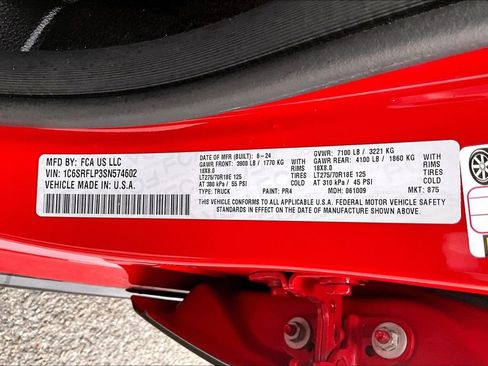 MFD BY: FCA US LLC
VIN: 1C6SRFLP3SN574602
VEHICLE MADE IN U.S.A.
DATE OF MFR (BUILT): 6-24 GVWR: 7100 LB / 3221 KG
GAWR FRONT: 3900 LB / 1770 KG WITH GAWR REAR: 4100 LB / 1860 KG WITH
18X8.0 RIMS 18X8.0 RIMS
LT275/70R18E 125 TIRES LT275/70R18E 125 TIRES
AT 380 kPa / 55 PSI COLD AT 310 kPa / 45 PSI COLD
TYPE: TRUCK PAINT: PR4 MDH: 061009 MKT: 875
THIS VEHICLE CONFORMS TO ALL APPLICABLE U.S.A. FEDERAL MOTOR VEHICLE SAFETY
STANDARDS IN EFFECT ON THE DATE OF MANUFACTURE SHOWN ABOVE.